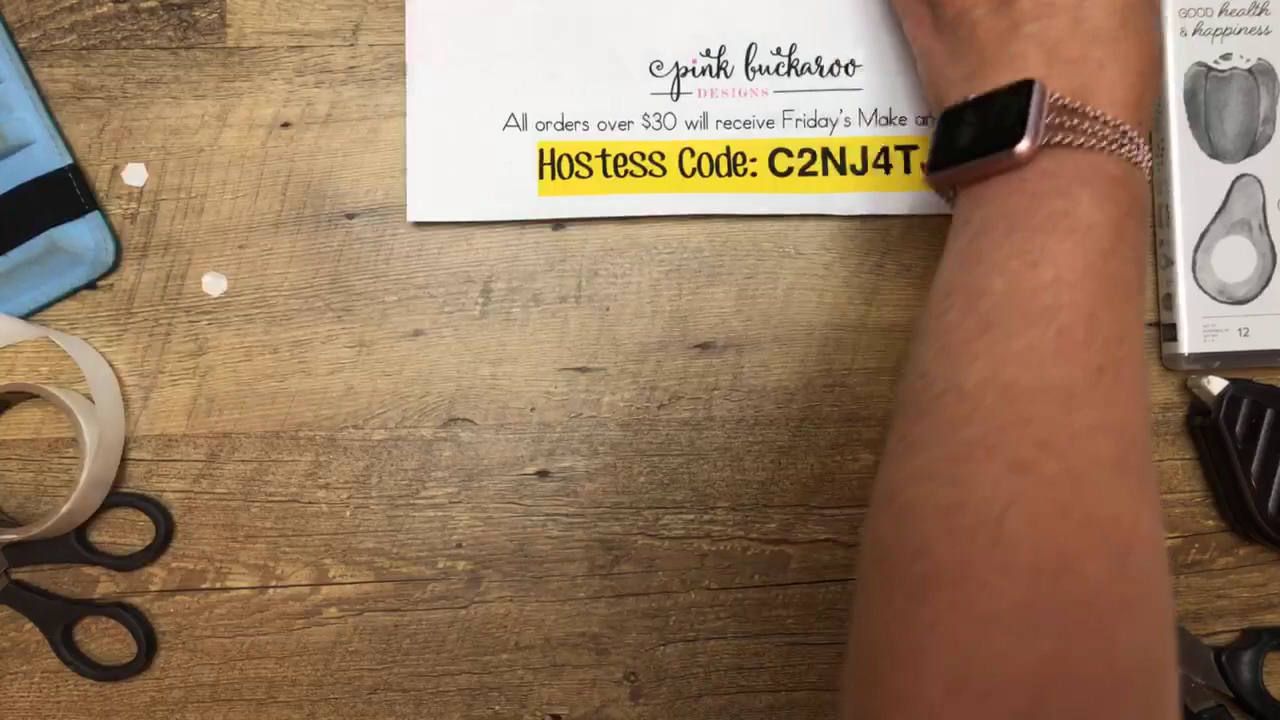 pink buckaroo
DESIGNS
All orders over $30 will receive Friday's Make an
Hostess Code: C2NJ4T
GOOD health
& happiness
12